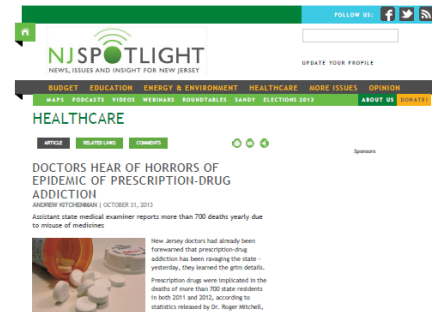 FOLLOW US:
NJSPOTLIGHT
NEWS, ISSUES AND INSIGHT FOR NEW JERSEY
UPDATE YOUR PROFILE
BUDGET EDUCATION ENERGY & ENVIRONMENT HEALTHCARE MORE ISSUES OPINION
MAPS PODCASTS VIDEOS WEBINARS ROUNDTABLES SANDY ELECTIONS 2013 ABOUT US DONATE!
HEALTHCARE
ARTICLE RELATED LINKS COMMENTS
Sponsors
DOCTORS HEAR OF HORRORS OF
EPIDEMIC OF PRESCRIPTION-DRUG
ADDICTION
ANDREW KITCHENMAN | OCTOBER 31, 2013
Assistant state medical examiner reports more than 700 deaths yearly due
to misuse of medicines
New Jersey doctors had already been
forewarned that prescription-drug
addiction has been ravaging the state -
yesterday, they learned the grim details.
Prescription drugs were implicated in the
deaths of more than 700 state residents
in both 2011 and 2012, according to
statistics released by Dr. Roger Mitchell,